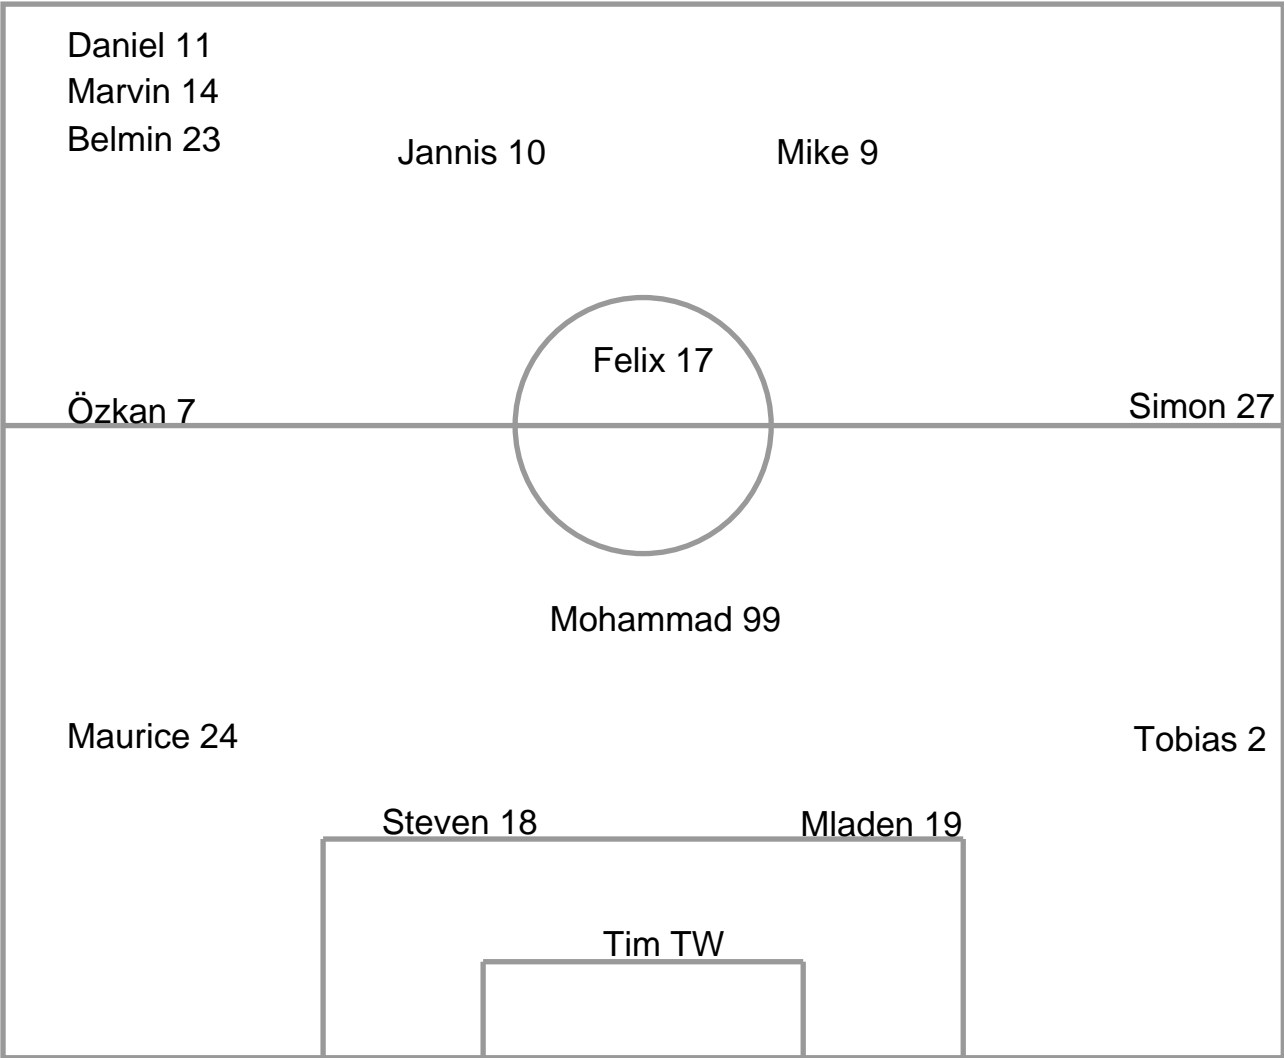 Daniel 11
Marvin 14
Belmin 23
Jannis 10
Mike 9
Felix 17
Özkan 7
Simon 27
Mohammad 99
Maurice 24
Tobias 2
Steven 18
Mladen 19
Tim TW